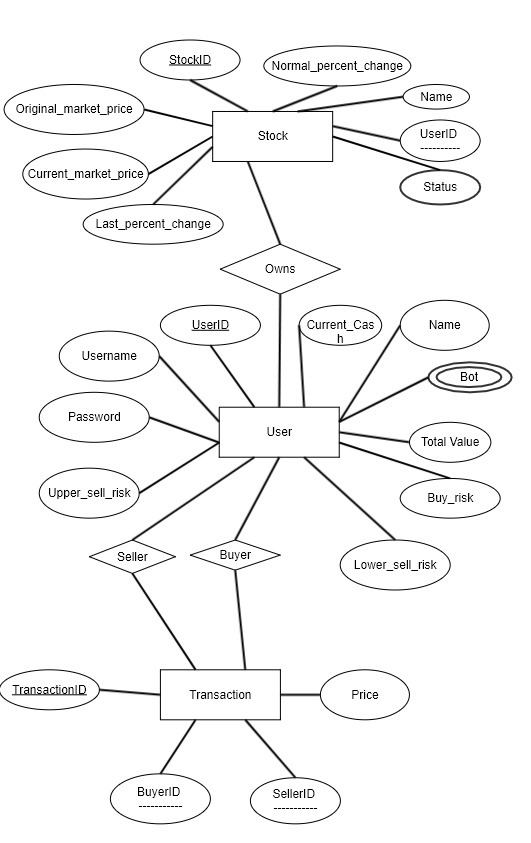 StockID
Normal_percent_change
Name
Original_market_price
UserID
----------
Stock
Current_market_price
Status
Last_percent_change
Owns
UserID
Current_Cas
h
Name
Username
Bot
Password
User
Total Value
Upper_sell_risk
Buy_risk
Seller
Buyer
Lower_sell_risk
TransactionID
Transaction
Price
BuyerID
-----------
SellerID
-----------